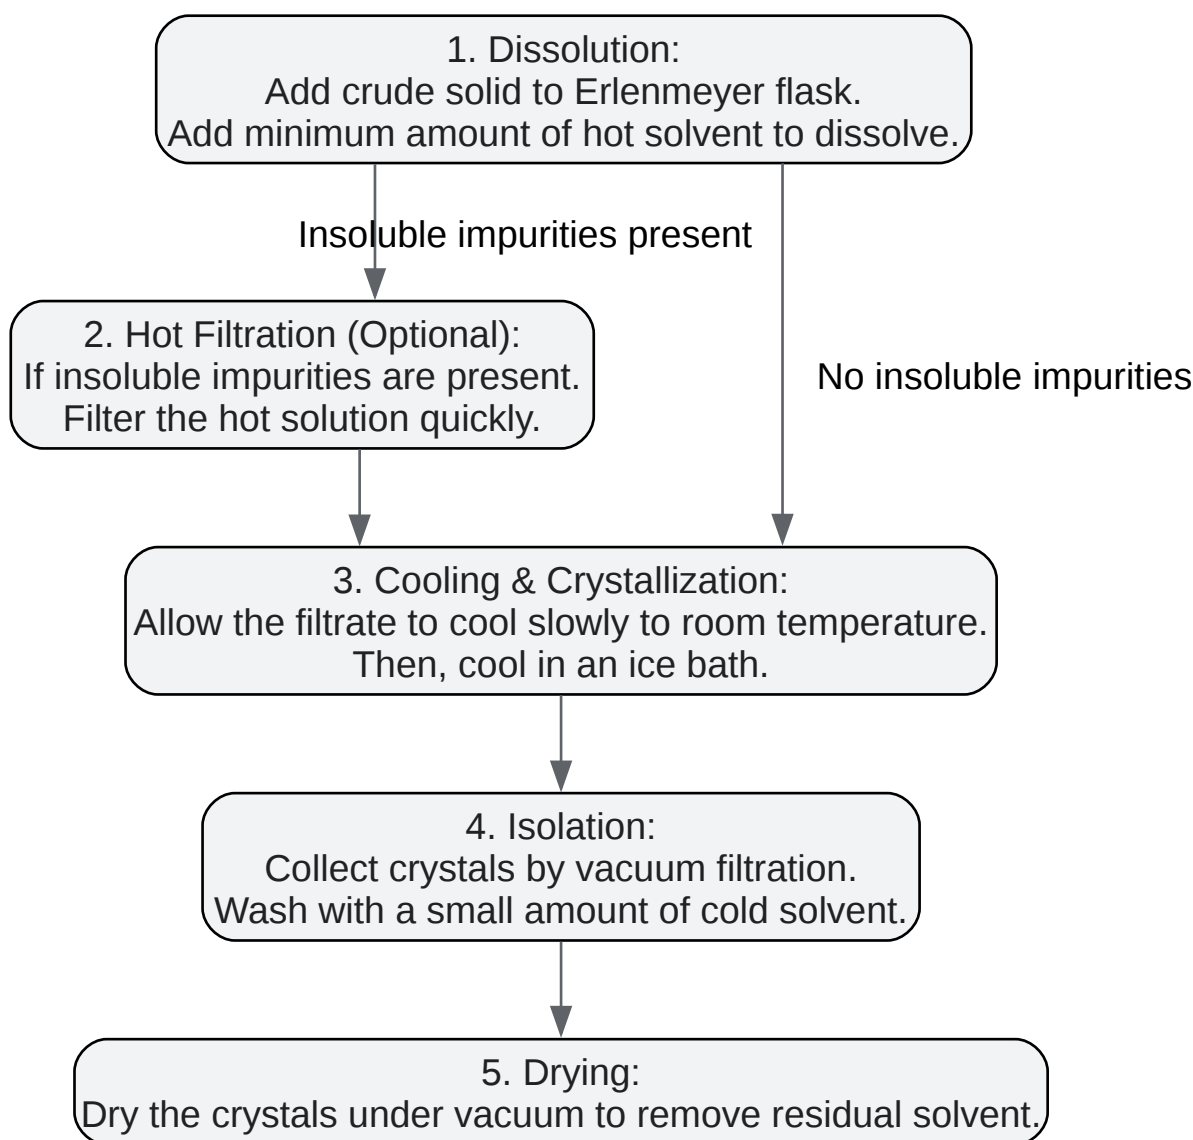 1. Dissolution:
Add crude solid to Erlenmeyer flask.
Add minimum amount of hot solvent to dissolve.
Insoluble impurities present
2. Hot Filtration (Optional):
If insoluble impurities are present.
Filter the hot solution quickly.
No insoluble impurities
3. Cooling & Crystallization:
Allow the filtrate to cool slowly to room temperature.
Then, cool in an ice bath.
4. Isolation:
Collect crystals by vacuum filtration.
Wash with a small amount of cold solvent.
5. Drying:
Dry the crystals under vacuum to remove residual solvent.